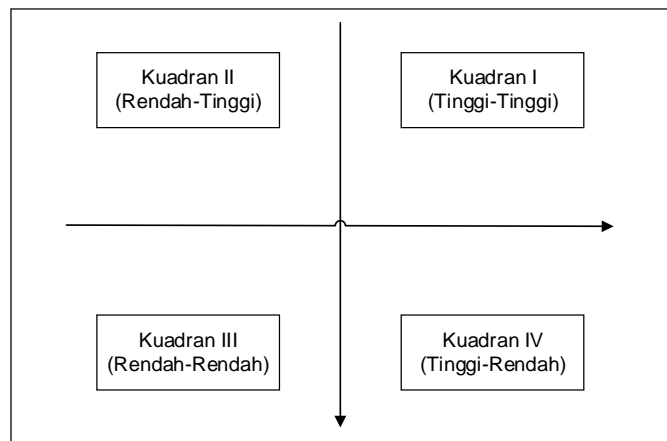 Kuadran II
(Rendah-Tinggi)
Kuadran I
(Tinggi-Tinggi)
Kuadran III
(Rendah-Rendah)
Kuadran IV
(Tinggi-Rendah)